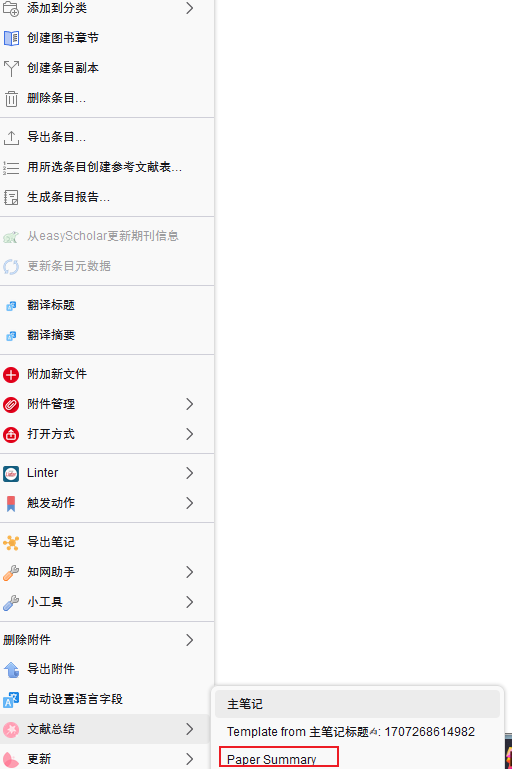 添加到分类
创建图书章节
创建条目副本
删除条目...
导出条目...
用所选条目创建参考文献表...
生成条目报告...
从easyScholar更新期刊信息
更新条目元数据
翻译标题
翻译摘要
附加新文件
附件管理
打开方式
Linter
触发动作
导出笔记
知网助手
小工具
删除附件
导出附件
自动设置语言字段
文献总结
主笔记
Template from 主笔记标题✍: 1707268614982
Paper Summary
更新